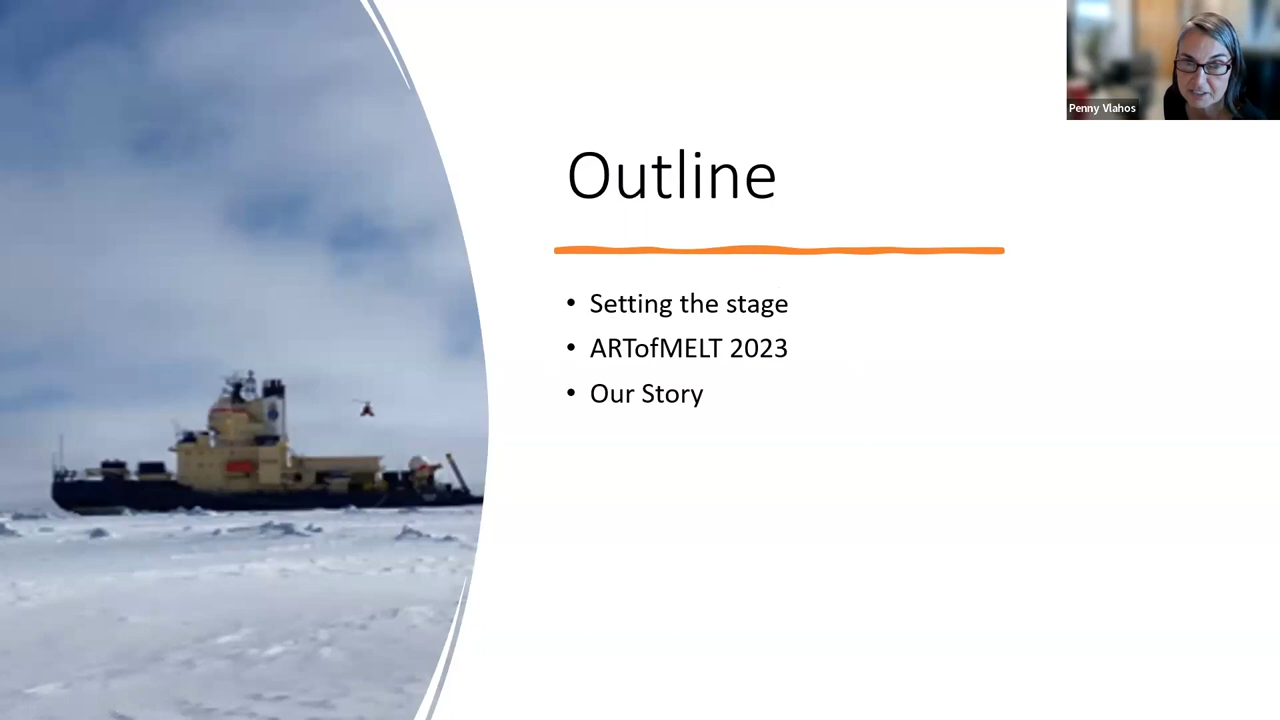 Penny Vlahos
Outline
• Setting the stage
• ARTofMELT 2023
• Our Story